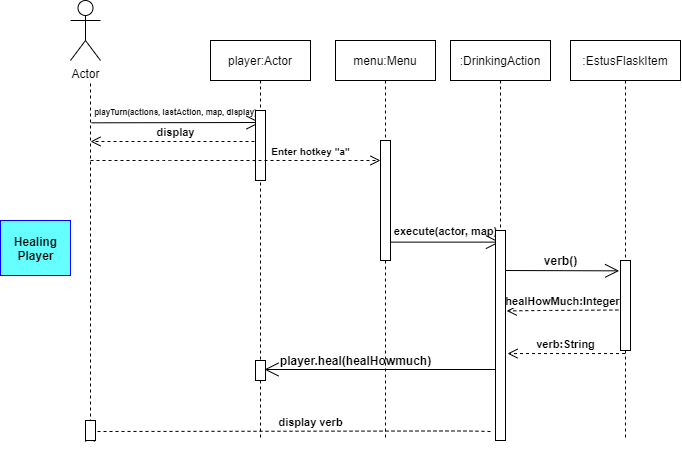 Actor
player:Actor
menu:Menu
:DrinkingAction
:EstusFlaskItem
playTurn(actions, lastAction, map, display)
display
Enter hotkey "a"
execute(actor, map)
Healing
Player
verb()
healHowMuch:Integer
verb:String
player.heal(healHowmuch)
display verb